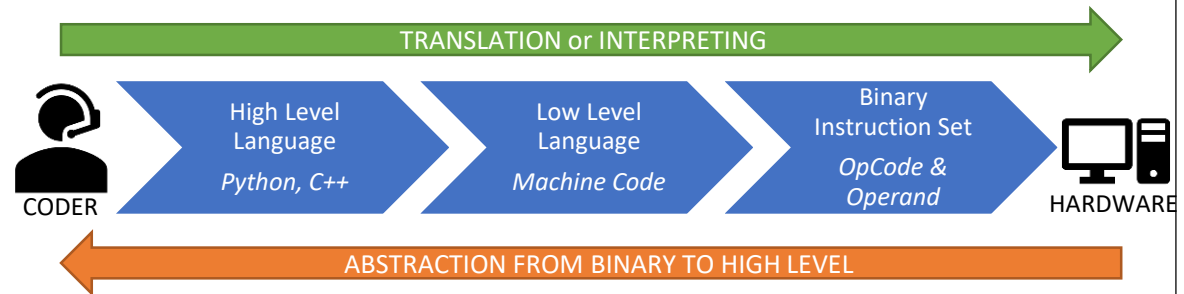 TRANSLATION or INTERPRETING
CODER
High Level
Language
Python, C++
Low Level
Language
Machine Code
Binary
Instruction Set
OpCode &
Operand
HARDWARE
ABSTRACTION FROM BINARY TO HIGH LEVEL